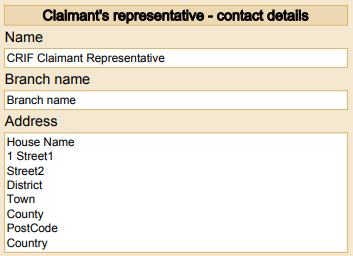 Claimant's representative - contact details
Name
CRIF Claimant Representative
Branch name
Branch name
Address
House Name
1 Street1
Street2
District
Town
County
PostCode
Country